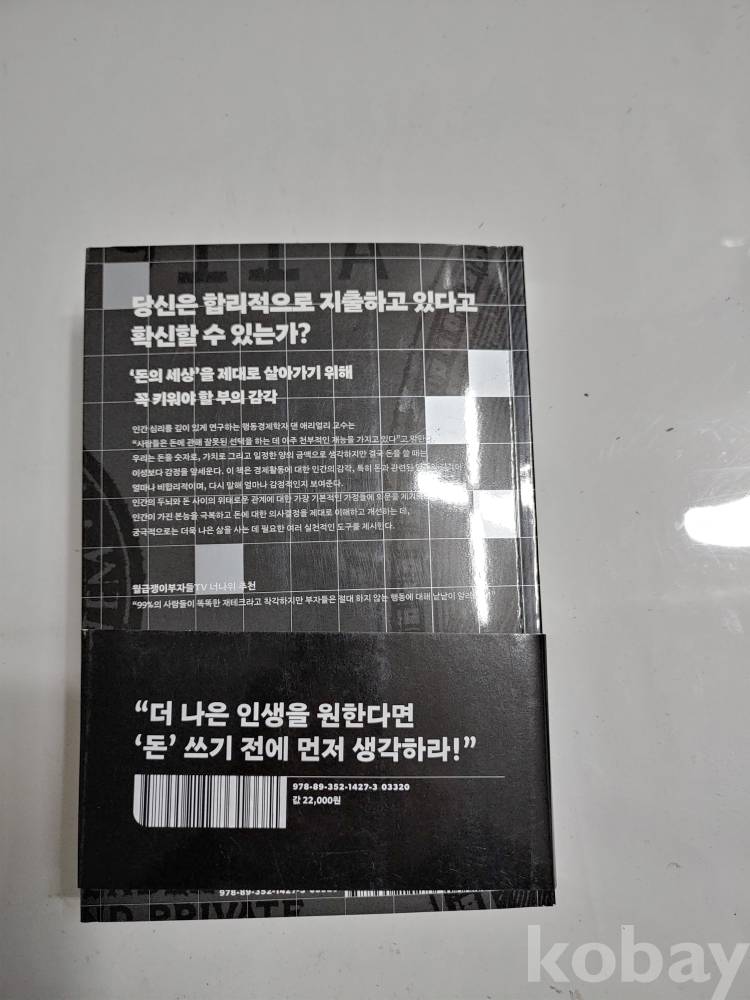 당신은 합리적으로 지출하고 있다고
확신할 수 있는가?
‘돈의 세상’을 제대로 살아가기 위해
꼭 키워야 할 부의 감각
인간 심리를 깊이 있게 연구하는 행동경제학자 댄 애리얼리 교수는
“사람들은 돈에 관해 잘못된 선택을 하는 데 아주 천부적인 재능을 가지고 있다”고 말한다.
우리는 돈을 숫자로, 가치로 그리고 일정한 양의 금액으로 생각하지만 결국 돈을 쓸 때는
이성보다 감정을 앞세운다. 이 책은 경제활동에 대한 인간의 감각, 특히 돈과 관련된
얼마나 비합리적이며, 다시 말해 얼마나 감정적인지 보여준다.
인간의 두뇌와 돈 사이의 위태로운 관계에 대한 가장 기본적인 가정들에 의문을 제기하
인간이 가진 본능을 극복하고 돈에 대한 의사결정을 제대로 이해하고 개선하는 데,
궁극적으로는 더욱 나은 삶을 사는 데 필요한 여러 실천적인 도구를 제시한다.
월급쟁이부자들TV 너나위 추천
“99%의 사람들이 똑똑한 재테크라고 착각하지만 부자들은 절대 하지 않는 행동에 대해 낱낱이
“더 나은 인생을 원한다면
‘돈’ 쓰기 전에 먼저 생각하라!”
978-89-352-1427-3 03320
값 22,000원
978-89-352-1427-3
ND PRIVATE
kobay